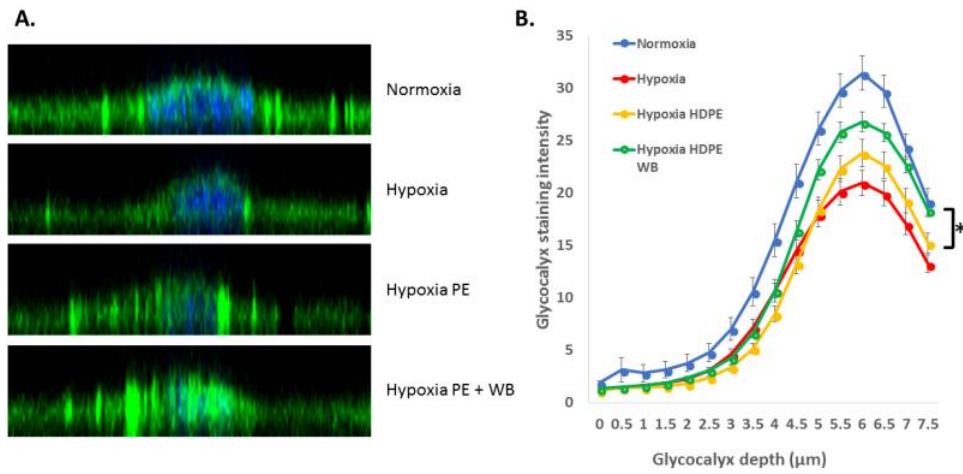 A.
Normoxia
Hypoxia
Hypoxia PE
Hypoxia PE + WB
B.
35
30
25
20
15
10
5
0
Glycocalyx staining intensity
Normoxia
Hypoxia
Hypoxia HDPE
Hypoxia HDPE
WB
*
0 0.5 1 1.5 2 2.5 3 3.5 4 4.5 5 5.5 6 6.5 7 7.5
Glycocalyx depth (μm)